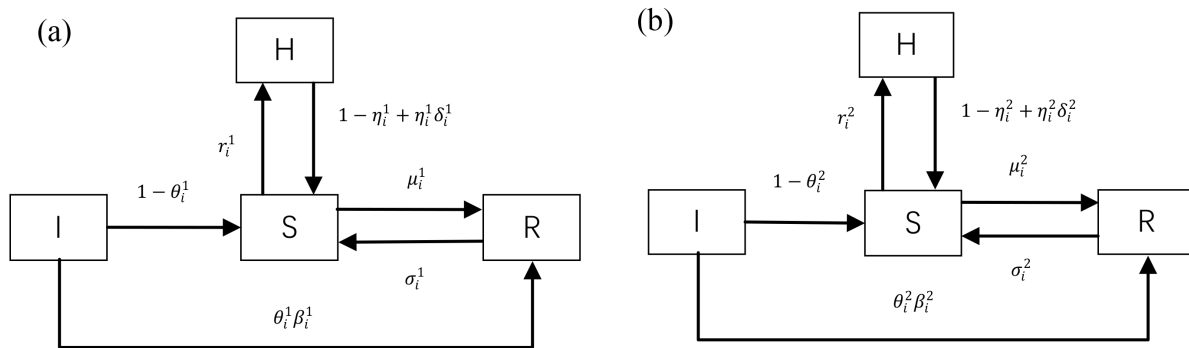 (a)
H
r_i^1
1 − η_i^1 + η_i^1 δ_i^1
1 − θ_i^1
μ_i^1
I
S
R
σ_i^1
θ_i^1 β_i^1
(b)
H
r_i^2
1 − η_i^2 + η_i^2 δ_i^2
1 − θ_i^2
μ_i^2
I
S
R
σ_i^2
θ_i^2 β_i^2